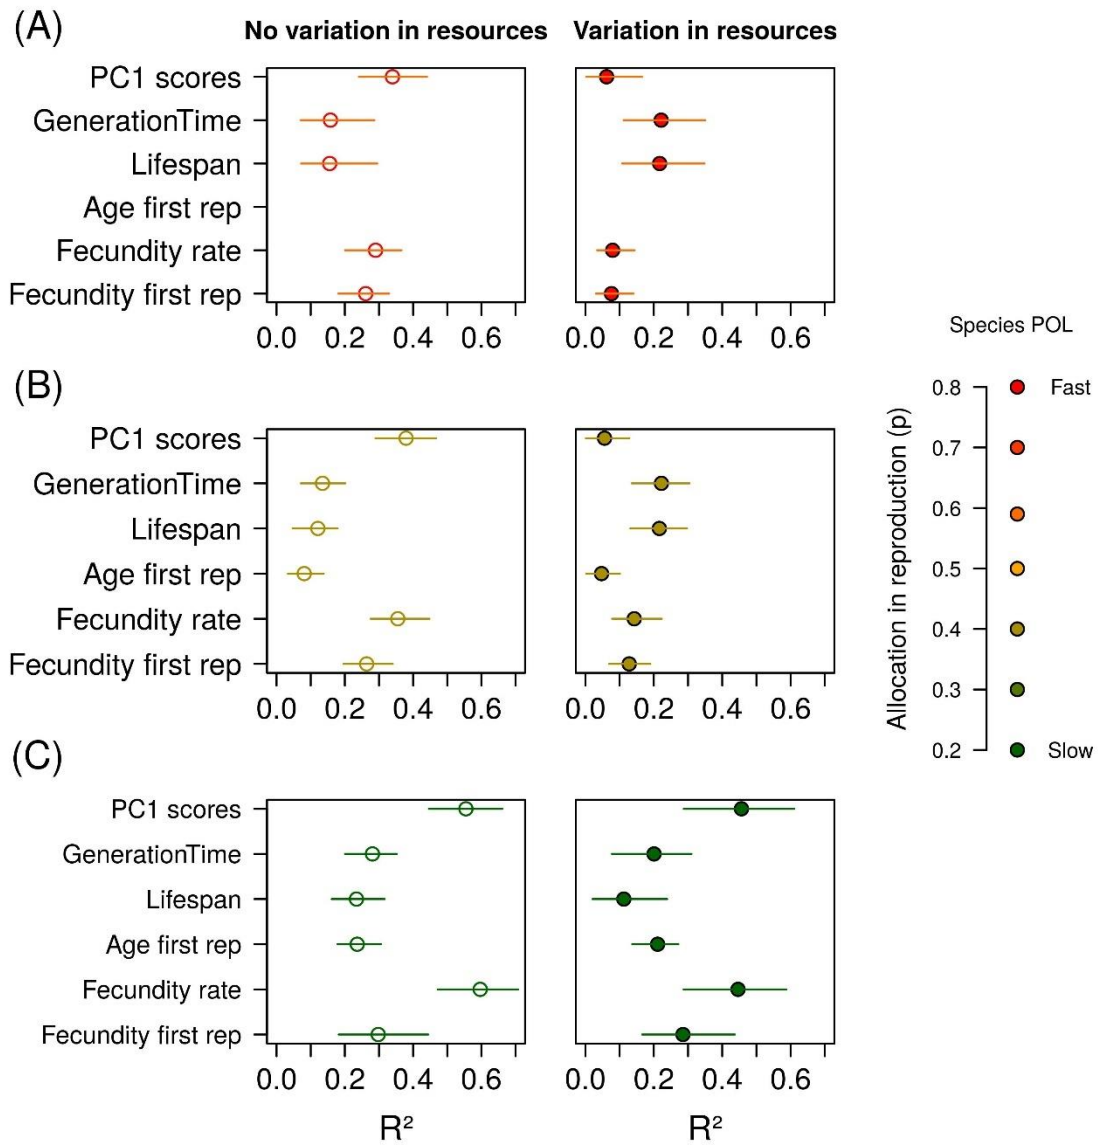 (A)
No variation in resources
Variation in resources
PC1 scores
GenerationTime
Lifespan
Age first rep
Fecundity rate
Fecundity first rep
0.0 0.2 0.4 0.6
0.0 0.2 0.4 0.6
(B)
PC1 scores
GenerationTime
Lifespan
Age first rep
Fecundity rate
Fecundity first rep
0.0 0.2 0.4 0.6
0.0 0.2 0.4 0.6
(C)
PC1 scores
GenerationTime
Lifespan
Age first rep
Fecundity rate
Fecundity first rep
0.0 0.2 0.4 0.6
0.0 0.2 0.4 0.6
R²
R²
Species POL
Allocation in reproduction (p)
0.8 Fast
0.7
0.6
0.5
0.4
0.3
0.2 Slow